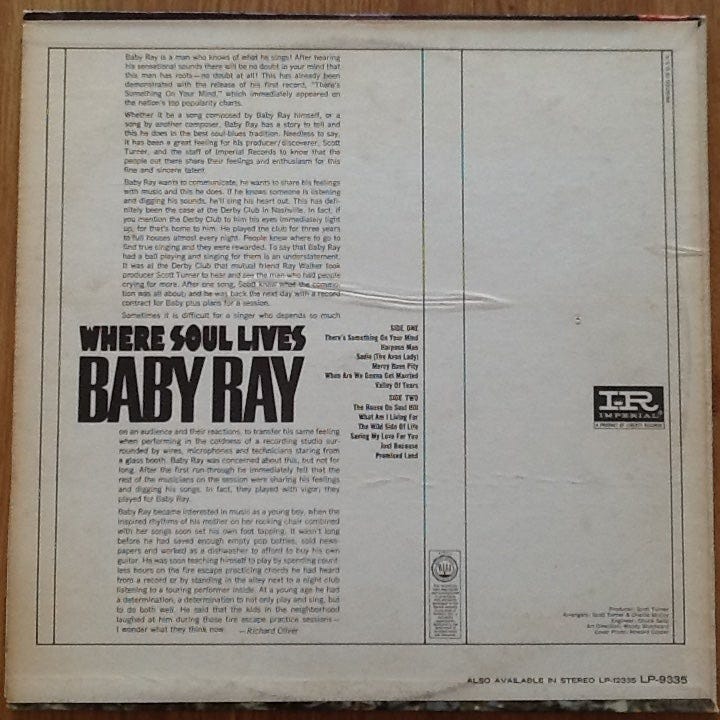 Baby Ray is a man who knows of what he sings! After hearing
his sensational sounds there will be no doubt in your mind that
this man has roots—no doubt at all! This has already been
demonstrated with the release of his first record, "There's
Something On Your Mind," which immediately appeared on
the nation's top popularity charts.
Whether it be a song composed by Baby Ray himself, or a
song by another composer, Baby Ray has a story to tell and
this he does in the best soul-blues tradition. Needless to say,
it has been a great feeling for his producer/discoverer, Scott
Turner, and the staff of Imperial Records to know that the
people out there share their feelings and enthusiasm for this
fine and sincere talent.
Baby Ray wants to communicate, he wants to share his feelings
with music and this he does. If he knows someone is listening
and digging his sounds, he'll sing his heart out. This has defi-
nitely been the case at the Derby Club in Nashville. In fact, if
you mention the Derby Club to him his eyes immediately light
up, for that's home to him. He played the club for three years
to full houses almost every night. People knew where to go to
find true singing and they were rewarded. To say that Baby Ray
had a ball playing and singing for them is an understatement.
It was at the Derby Club that mutual friend Ray Walker took
producer Scott Turner to hear and see the man who had people
crying for more. After one song, Scott knew what the commo-
tion was all about; and he was back the next day with a record
contract for Baby plus plans for a session.
Sometimes it is difficult for a singer who depends so much
WHERE SOUL LIVES
BABY RAY
on an audience and their reactions, to transfer his same feeling
when performing in the coldness of a recording studio sur-
rounded by wires, microphones and technicians staring from
a glass booth. Baby Ray was concerned about this, but not for
long. After the first run-through he immediately felt that the
rest of the musicians on the session were sharing his feelings
and digging his songs. In fact, they played with vigor; they
played for Baby Ray.
Baby Ray became interested in music as a young boy, when the
inspired rhythms of his mother on her rocking chair combined
with her songs soon set his own foot tapping. It wasn't long
before he had saved enough empty pop bottles, sold news-
papers and worked as a dishwasher to afford to buy his own
guitar. He was soon teaching himself to play by spending count-
less hours on the fire escape practicing chords he had heard
from a record or by standing in the alley next to a night club
listening to a touring performer inside. At a young age he had
a determination, a determination to not only play and sing, but
to do both well. He said that the kids in the neighborhood
laughed at him during those fire escape practice sessions—
I wonder what they think now. —Richard Oliver
SIDE ONE
There's Something On Your Mind
Harpoon Man
Sadie (The Avon Lady)
Mercy Have Pity
When Are We Gonna Get Married
Valley Of Tears
SIDE TWO
The House On Soul Hill
What Am I Living For
The Wild Side Of Life
Saving My Love For You
Just Because
Promised Land
IR
IMPERIAL®
A PRODUCT OF LIBERTY RECORDS
Producer: Scott Turner
Arrangers: Scott Turner & Charlie McCoy
Engineer: Chuck Seitz
Art Direction: Woody Woodward
Cover Photo: Howard Cooper
ALSO AVAILABLE IN STEREO LP-12335 LP-9335